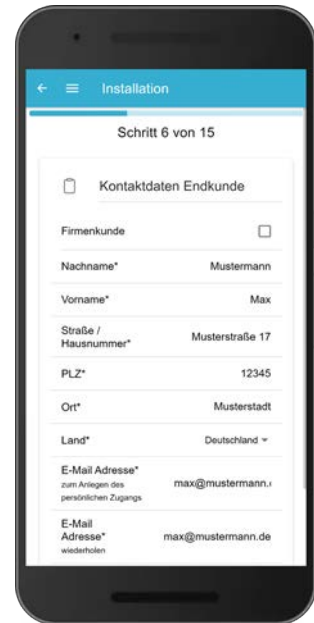 Installation
Schritt 6 von 15
Kontaktdaten Endkunde
Firmenkunde
Nachname* Mustermann
Vorname* Max
Straße /
Hausnummer* Musterstraße 17
PLZ* 12345
Ort* Musterstadt
Land* Deutschland
E-Mail Adresse*
zum Anlegen des
persönlichen Zugangs
max@mustermann.
E-Mail
Adresse*
wiederholen
max@mustermann.de